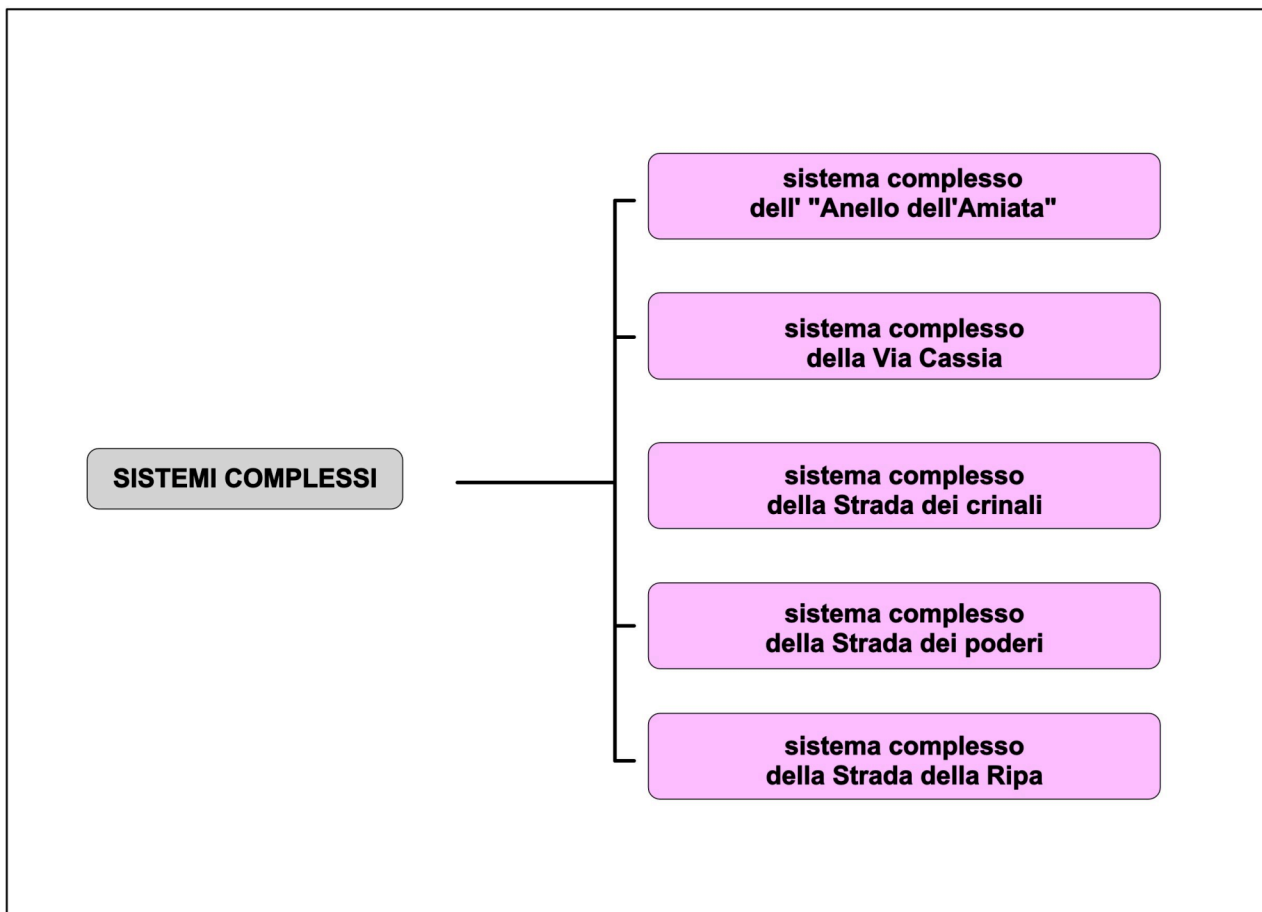 sistema complesso
dell' "Anello dell'Amiata"
sistema complesso
della Via Cassia
SISTEMI COMPLESSI
sistema complesso
della Strada dei crinali
sistema complesso
della Strada dei poderi
sistema complesso
della Strada della Ripa